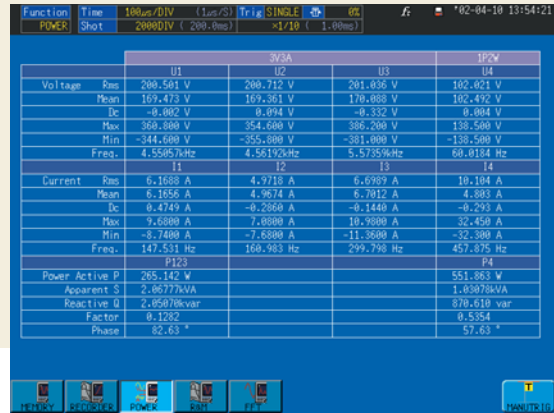 Function Time 100μs/DIV (1μs/S) Trig SINGLE 0% '02-04-10 13:54:21
POWER Shot 2000DIV ( 200.0ms) ×1/10 ( 1.00ms)
3V3A 1P2W
U1 U2 U3 U4
Voltage Rms 200.501 V 200.712 V 201.036 V 102.021 V
Mean 169.473 V 169.361 V 170.088 V 102.492 V
Dc -0.002 V 0.094 V -0.332 V 0.004 V
Max 360.800 V 354.600 V 386.200 V 138.500 V
Min -344.600 V -355.800 V -381.000 V -138.500 V
Freq. 4.55057kHz 4.56192kHz 5.57359kHz 60.0184 Hz
I1 I2 I3 I4
Current Rms 6.1688 A 4.9718 A 6.6989 A 10.104 A
Mean 6.1656 A 4.9674 A 6.7012 A 4.803 A
Dc 0.4749 A -0.2860 A -0.1440 A -0.293 A
Max 9.6800 A 7.0800 A 10.9800 A 32.450 A
Min -8.7400 A -7.6800 A -11.3600 A -32.300 A
Freq. 147.531 Hz 160.983 Hz 299.798 Hz 457.875 Hz
P123 P4
Power Active P 265.142 W 551.863 W
Apparent S 2.06777kVA 1.03078kVA
Reactive Q 2.05070kvar 870.610 var
Factor 0.1282 0.5354
Phase 82.63 ° 57.63 °
MEMORY RECORDER POWER R&M FFT MANUTRIG